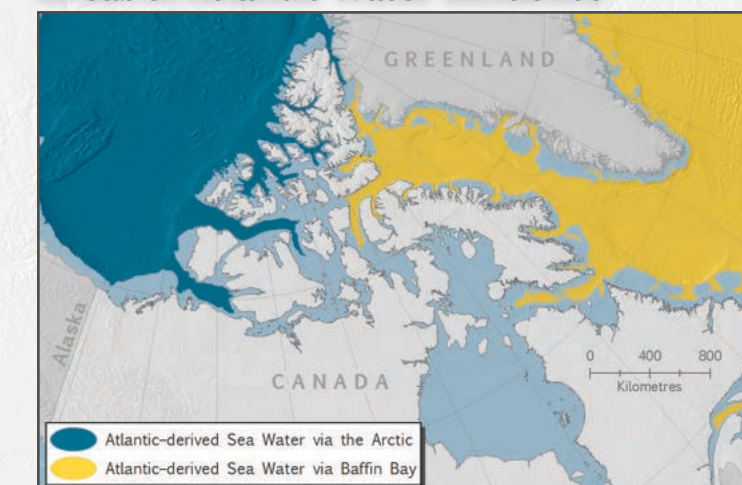 GREENLAND
Alaska
0 400 800
Kilometres
CANADA
Atlantic-derived Sea Water via the Arctic
Atlantic-derived Sea Water via Baffin Bay